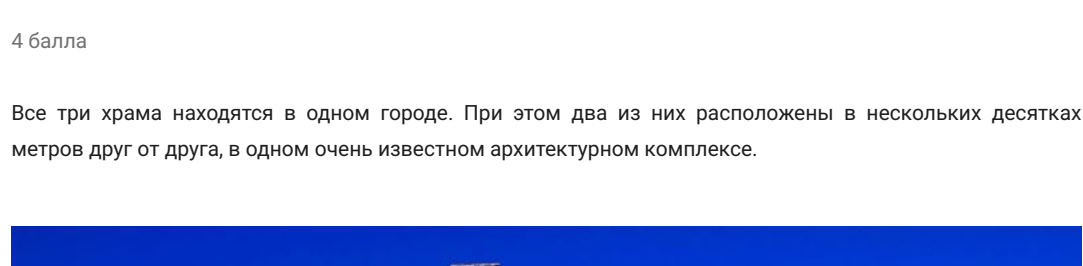 4 балла
Все три храма находятся в одном городе. При этом два из них расположены в нескольких десятках
метров друг от друга, в одном очень известном архитектурном комплексе.